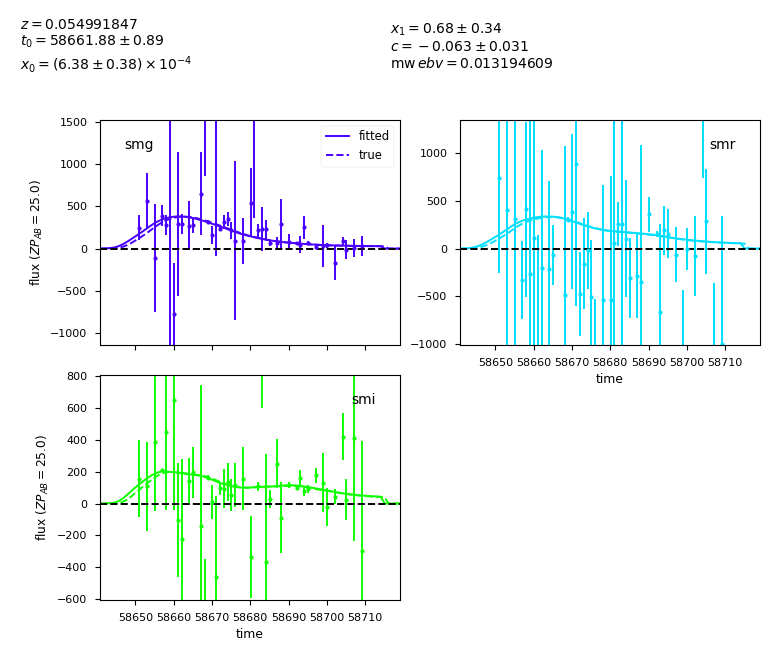 z = 0.054991847
t0 = 58661.88 ± 0.89
x0 = (6.38 ± 0.38) × 10^−4
x1 = 0.68 ± 0.34
c = −0.063 ± 0.031
mw ebv = 0.013194609
smg
fitted
true
1500
1000
500
0
−500
−1000
flux (ZP_AB = 25.0)
smr
1000
500
0
−500
−1000
58650 58660 58670 58680 58690 58700 58710
time
smi
800
600
400
200
0
−200
−400
−600
flux (ZP_AB = 25.0)
58650 58660 58670 58680 58690 58700 58710
time